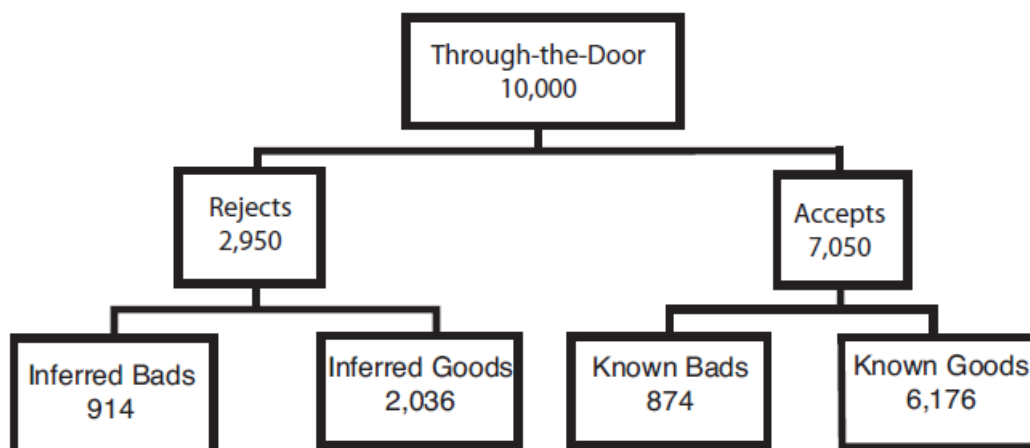 Through-the-Door
10,000
Rejects
2,950
Accepts
7,050
Inferred Bads
914
Inferred Goods
2,036
Known Bads
874
Known Goods
6,176